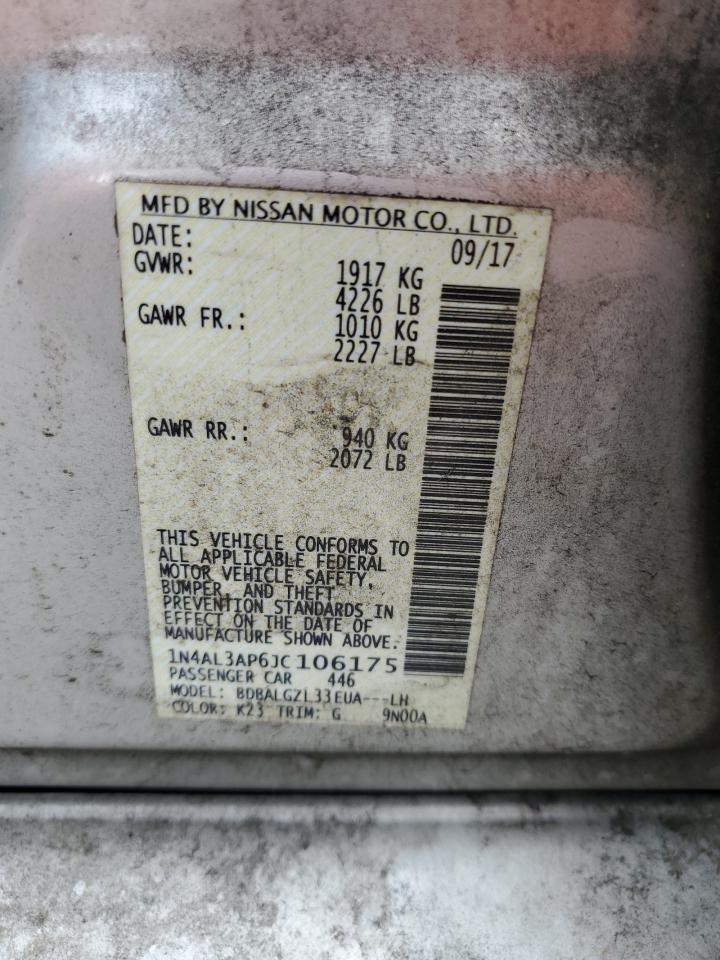 MFD BY NISSAN MOTOR CO., LTD.
DATE: 09/17
GVWR: 1917 KG
4226 LB
GAWR FR.: 1010 KG
2227 LB
GAWR RR.: 940 KG
2072 LB
THIS VEHICLE CONFORMS TO
ALL APPLICABLE FEDERAL
MOTOR VEHICLE SAFETY,
BUMPER, AND THEFT
PREVENTION STANDARDS IN
EFFECT ON THE DATE OF
MANUFACTURE SHOWN ABOVE.
1N4AL3AP6JC106175
PASSENGER CAR 446
MODEL: BDBALGZL33EUA---LH
COLOR: K23 TRIM: G 9N00A